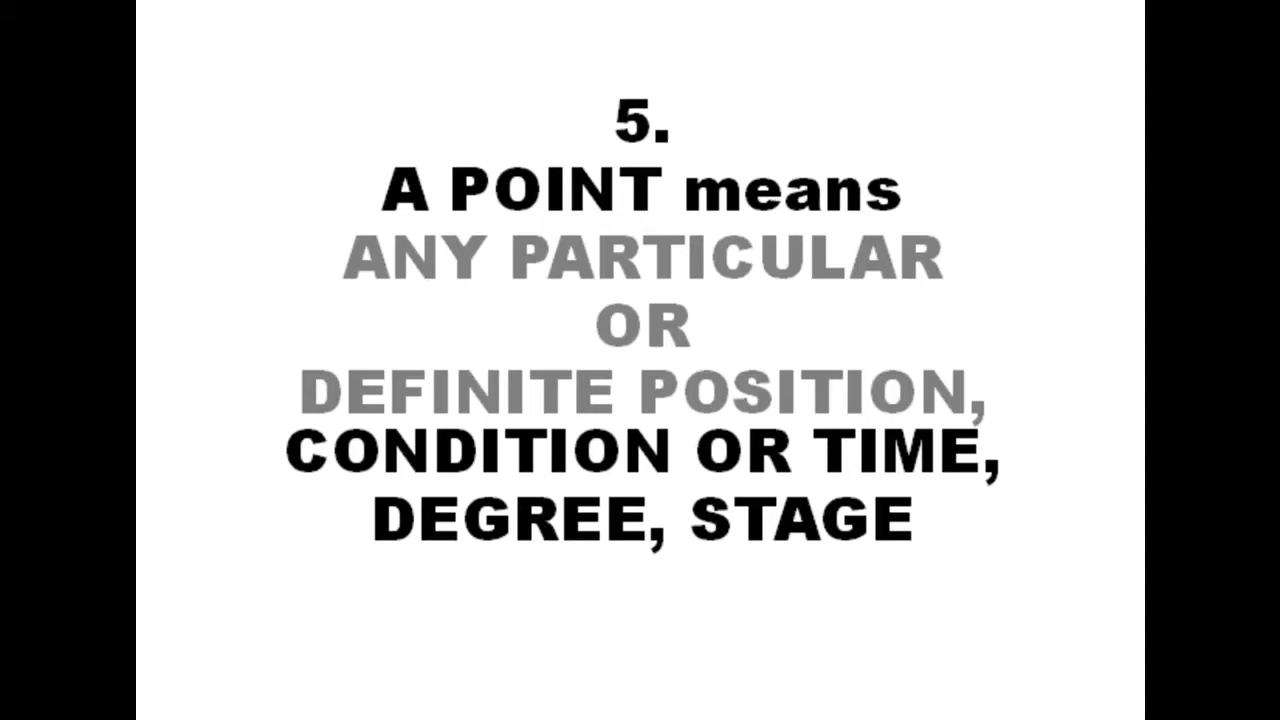 5.
A POINT means
ANY PARTICULAR
OR
DEFINITE POSITION,
CONDITION OR TIME,
DEGREE, STAGE